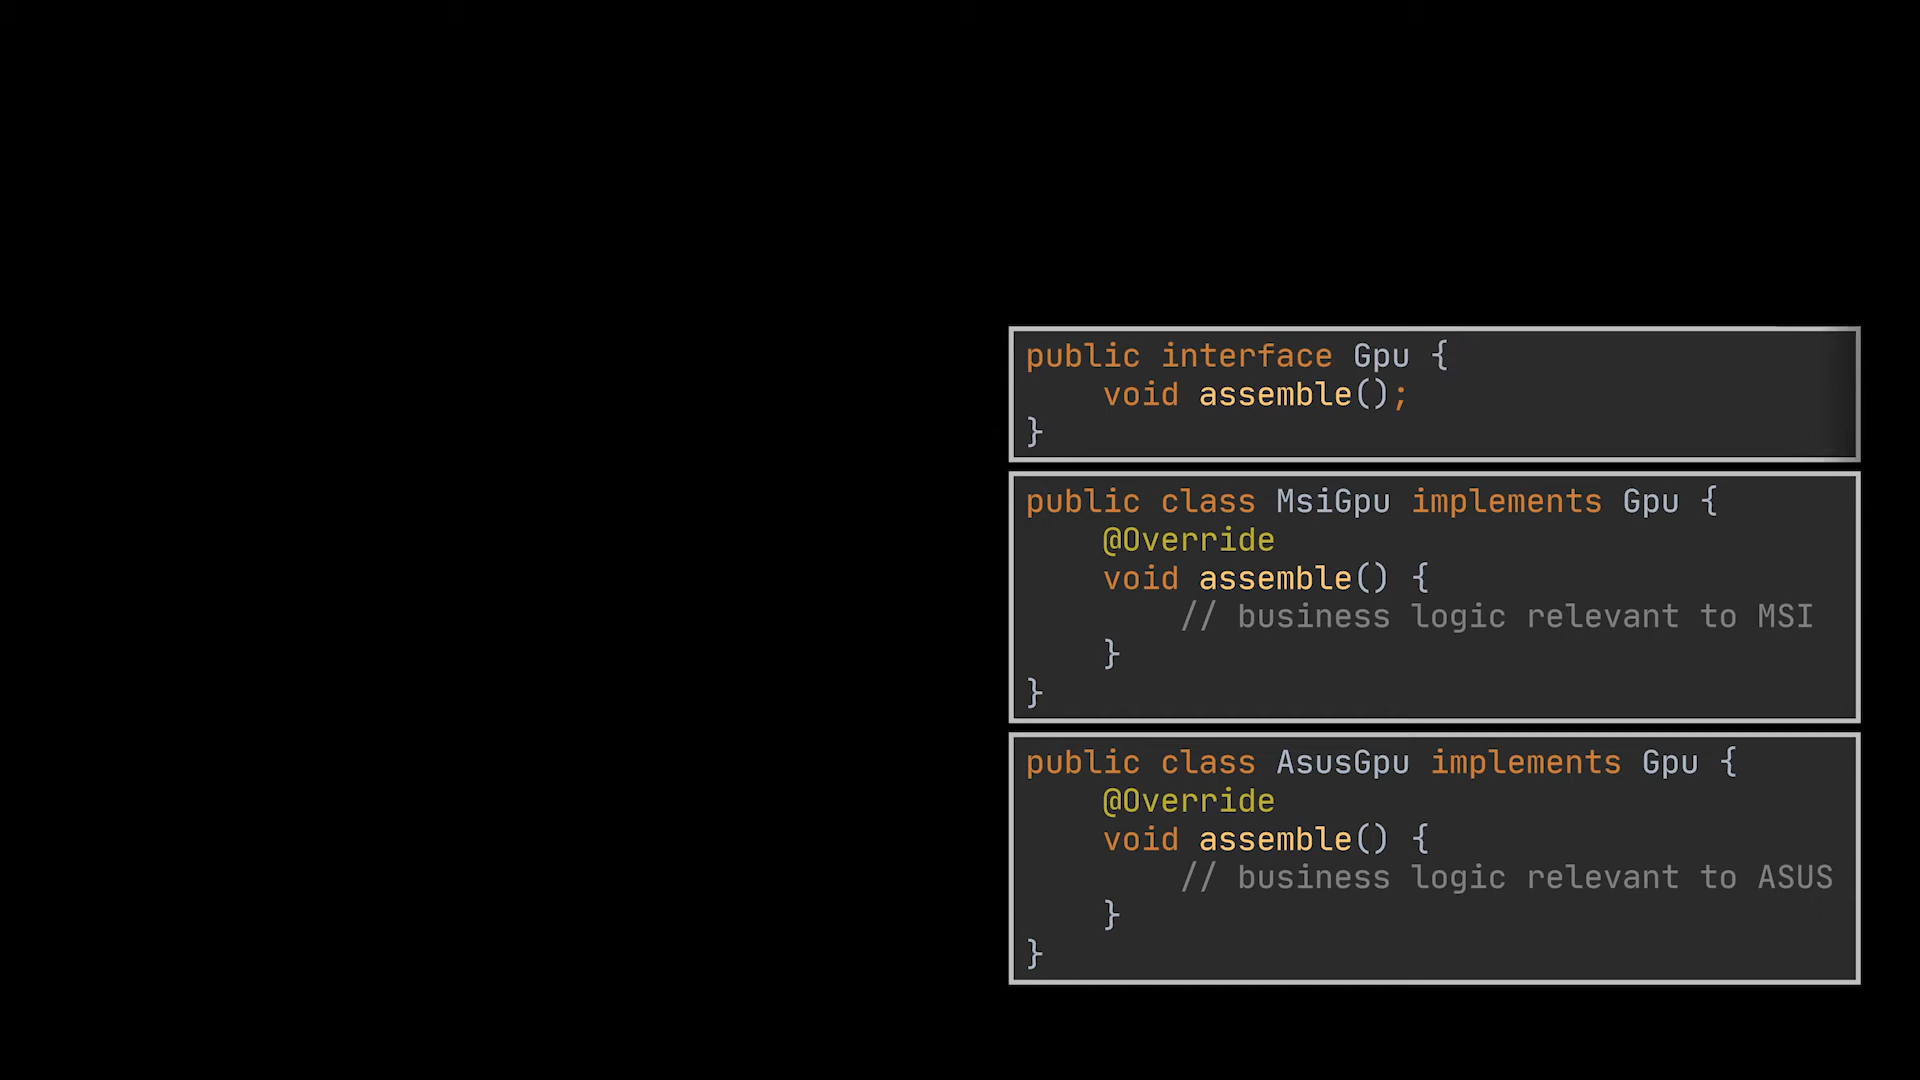 public interface Gpu {
    void assemble();
}
public class MsiGpu implements Gpu {
    @Override
    void assemble() {
        // business logic relevant to MSI
    }
}
public class AsusGpu implements Gpu {
    @Override
    void assemble() {
        // business logic relevant to ASUS
    }
}